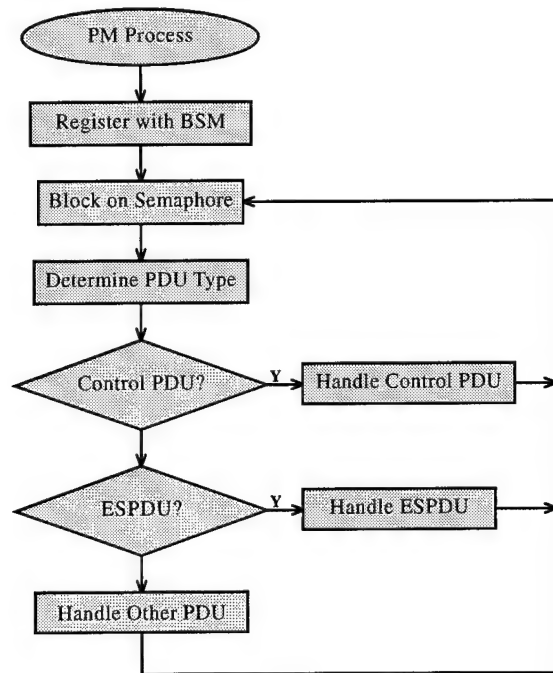 PM Process
Register with BSM
Block on Semaphore
Determine PDU Type
Control PDU?
Y
Handle Control PDU
ESPDU?
Y
Handle ESPDU
Handle Other PDU